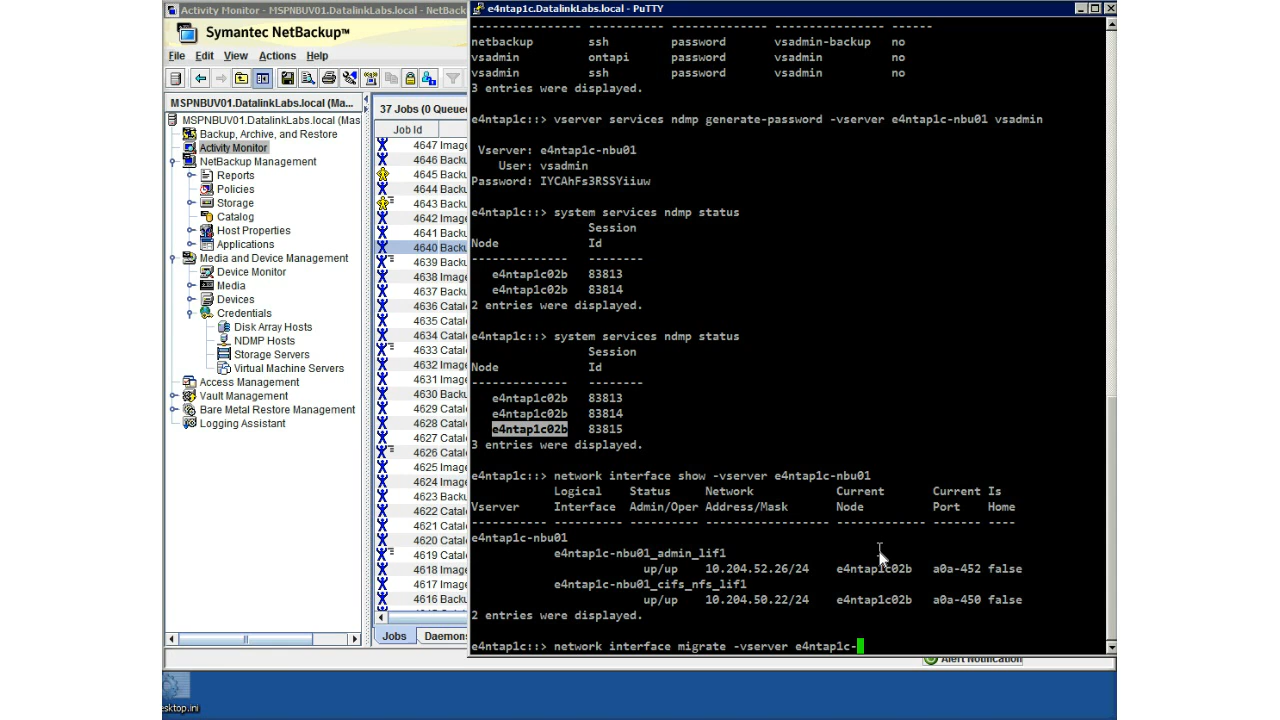 Activity Monitor - MSPNBUV01.DatalinkLabs.local - NetBack
Symantec NetBackup™
File Edit View Actions Help
MSPNBUV01.DatalinkLabs.local (Ma...
MSPNBUV01.DatalinkLabs.local (Mas
Backup, Archive, and Restore
Activity Monitor
NetBackup Management
Reports
Policies
Storage
Catalog
Host Properties
Applications
Media and Device Management
Device Monitor
Media
Devices
Credentials
Disk Array Hosts
NDMP Hosts
Storage Servers
Virtual Machine Servers
Access Management
Vault Management
Bare Metal Restore Management
Logging Assistant
37 Jobs (0 Queue
Job Id
4647 Image
4646 Backu
4645 Backu
4644 Backu
4643 Backu
4642 Image
4641 Backu
4640 Backu
4639 Backu
4638 Image
4637 Backu
4636 Catal
4635 Catal
4634 Catal
4633 Catal
4632 Image
4631 Image
4630 Backu
4629 Catal
4628 Catal
4627 Catal
4626 Catal
4625 Image
4624 Image
4623 Backu
4622 Catal
4621 Catal
4620 Catal
4619 Catal
4618 Image
4617 Image
4616 Backu
Jobs Daemons
e4ntap1c.DatalinkLabs.local - PuTTY
---------------- ---------------- ---------------- ---------------- ------
netbackup ssh password vsadmin-backup no
vsadmin ontapi password vsadmin no
vsadmin ssh password vsadmin no
3 entries were displayed.
e4ntap1c::> vserver services ndmp generate-password -vserver e4ntap1c-nbu01 vsadmin
Vserver: e4ntap1c-nbu01
User: vsadmin
Password: IYCAhFs3RSSYiiuw
e4ntap1c::> system services ndmp status
Session
Node Id
-------------- --------
e4ntap1c02b 83813
e4ntap1c02b 83814
2 entries were displayed.
e4ntap1c::> system services ndmp status
Session
Node Id
-------------- --------
e4ntap1c02b 83813
e4ntap1c02b 83814
e4ntap1c02b 83815
3 entries were displayed.
e4ntap1c::> network interface show -vserver e4ntap1c-nbu01
Logical Status Network Current Current Is
Vserver Interface Admin/Oper Address/Mask Node Port Home
----------- ---------- ---------- ------------------ ------------- ------- ----
e4ntap1c-nbu01
e4ntap1c-nbu01_admin_lif1
up/up 10.204.52.26/24 e4ntap1c02b a0a-452 false
e4ntap1c-nbu01_cifs_nfs_lif1
up/up 10.204.50.22/24 e4ntap1c02b a0a-450 false
2 entries were displayed.
e4ntap1c::> network interface migrate -vserver e4ntap1c-
Alert Notification
esktop.ini